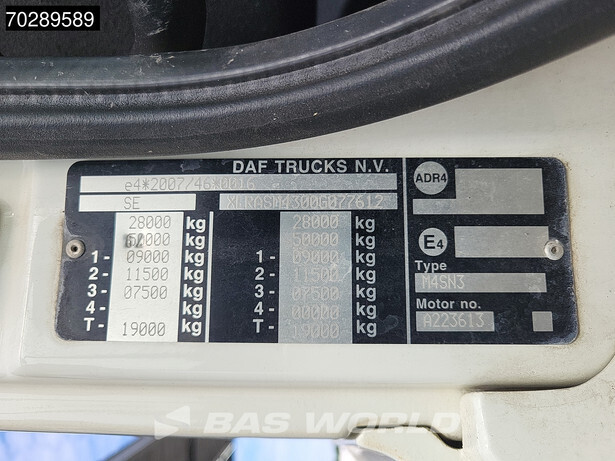 70289589
DAF TRUCKS N.V.
e4*2007/46*0016
SE
28000 kg 28000 kg
kg 50000 kg
1- 09000 kg 1- 09000 kg
2- 11500 kg 2- 11500 kg
3- 07500 kg 3- 07500 kg
4- kg 4- 00000 kg
T- 19000 kg T- 19000 kg
ADR4
E4
Type
M4SN3
Motor no.
A223613
BAS WORLD